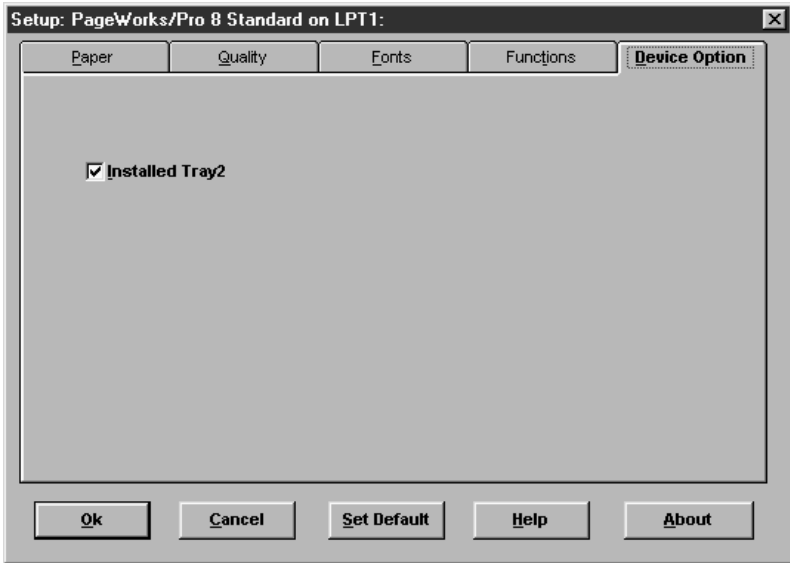 Setup: PageWorks/Pro 8 Standard on LPT1:
Paper Quality Fonts Functions Device Option
Installed Tray2
Ok Cancel Set Default Help About